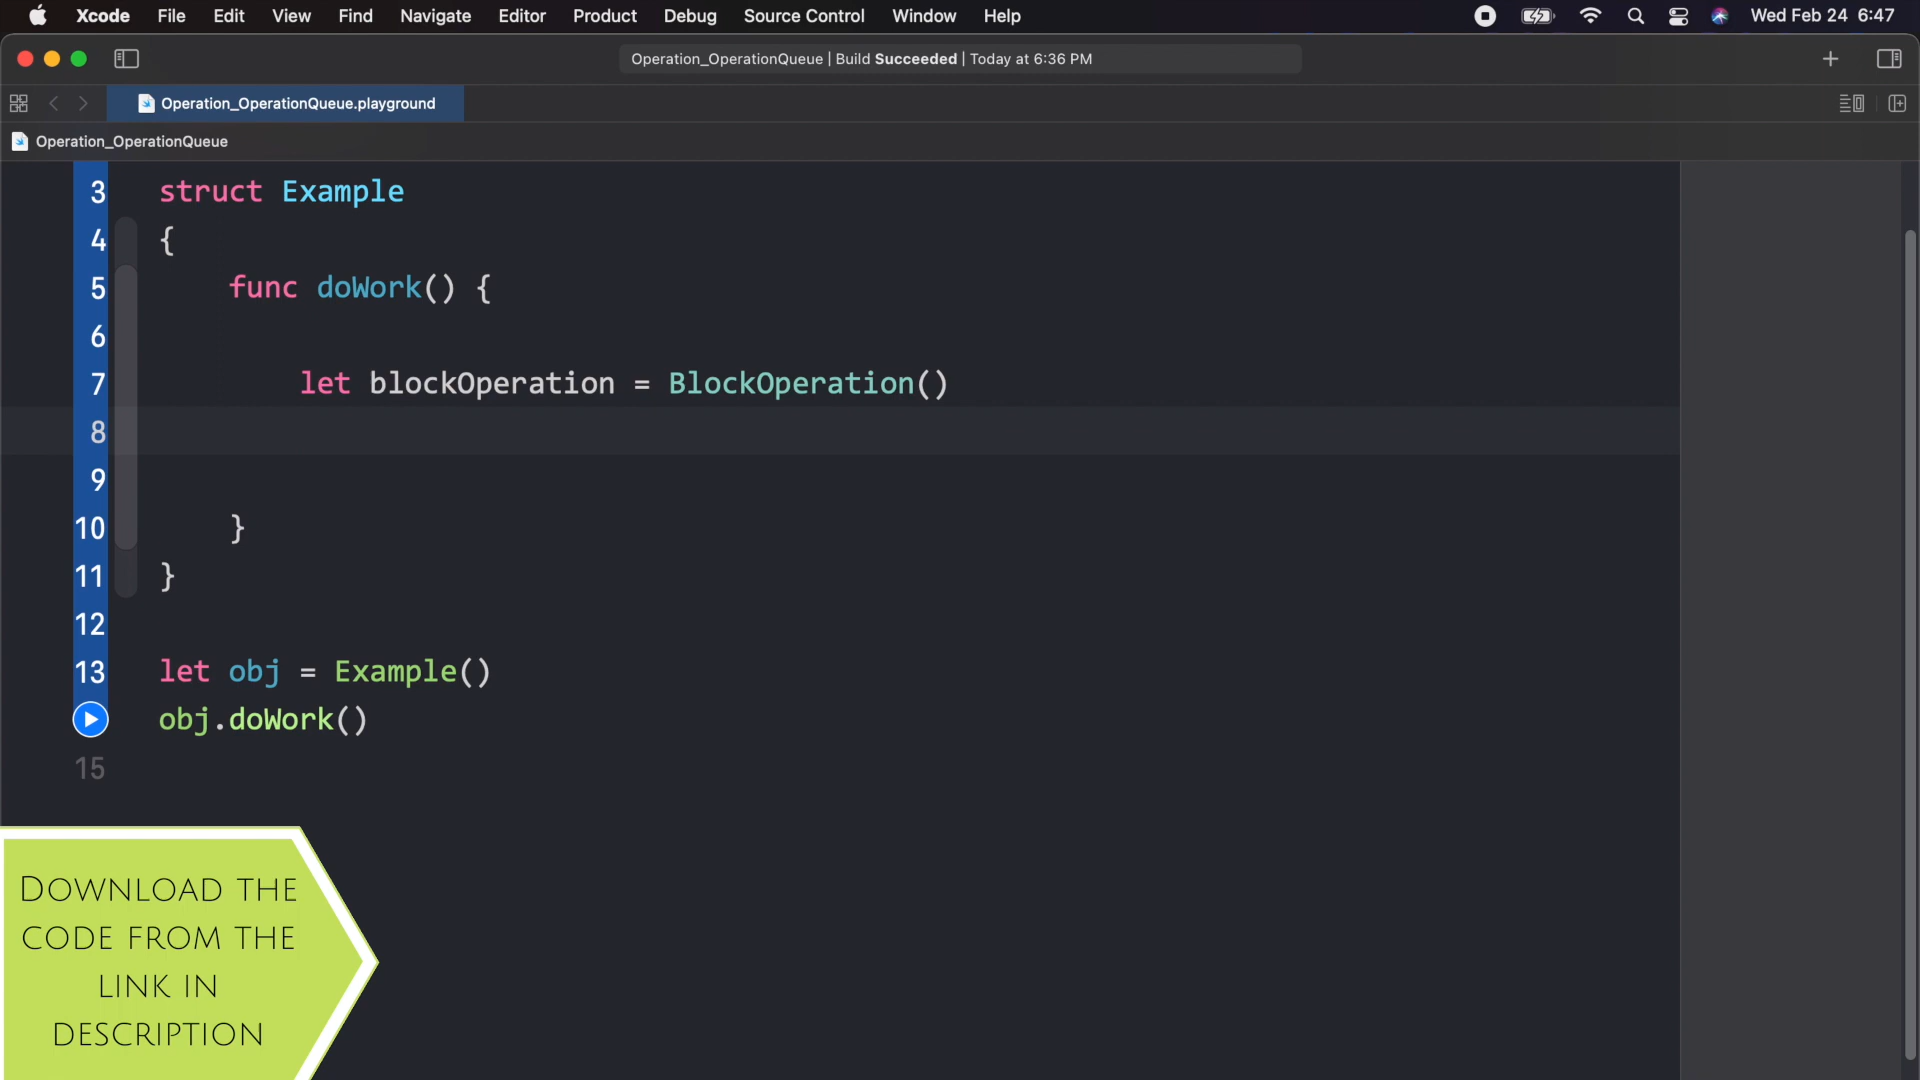 Xcode File Edit View Find Navigate Editor Product Debug Source Control Window Help Wed Feb 24 6:47
Operation_OperationQueue | Build Succeeded | Today at 6:36 PM
Operation_OperationQueue.playground
Operation_OperationQueue
3 struct Example
4 {
5 func doWork() {
6
7 let blockOperation = BlockOperation()
8
9
10 }
11 }
12
13 let obj = Example()
obj.doWork()
15
DOWNLOAD THE
CODE FROM THE
LINK IN
DESCRIPTION